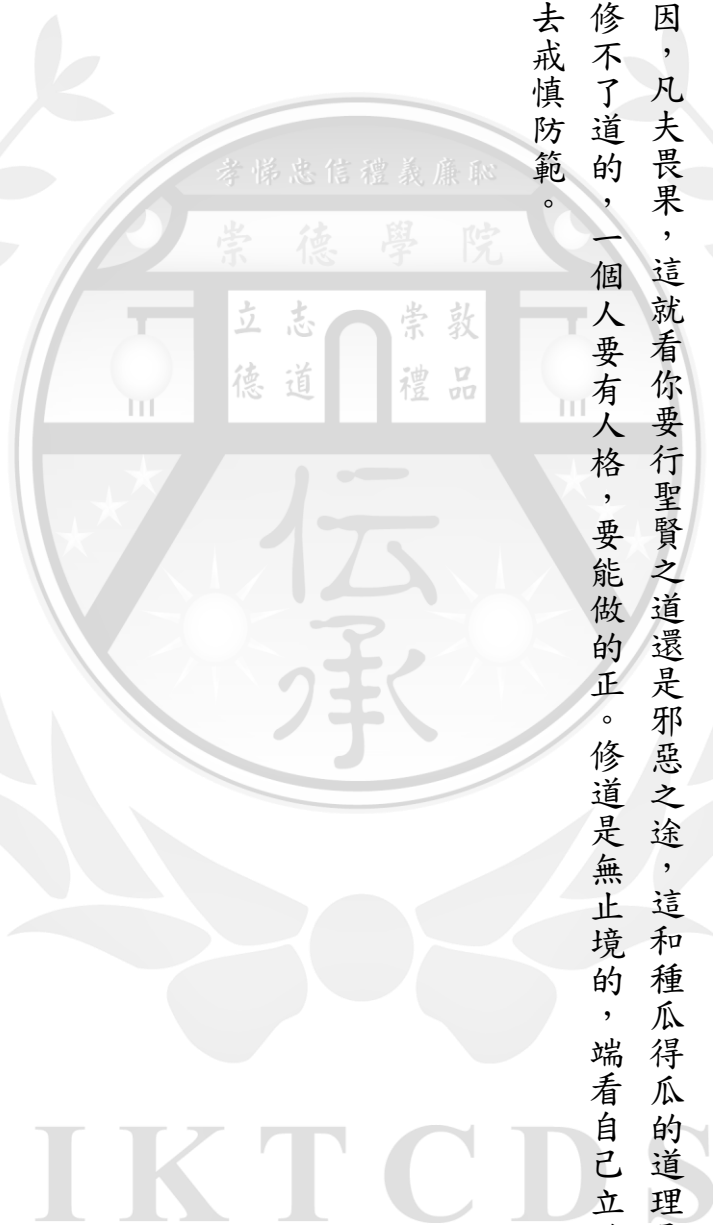 因，凡夫畏果，這就看你要行聖賢之道還是邪惡之途，這和種瓜得瓜的道理
修不了道的，一個人要有人格，要能做的正。修道是無止境的，端看自己立
去戒慎防範。
孝悌忠信禮義廉恥
崇德學院
敦品崇禮
志道立德
伝承
IKTCDS